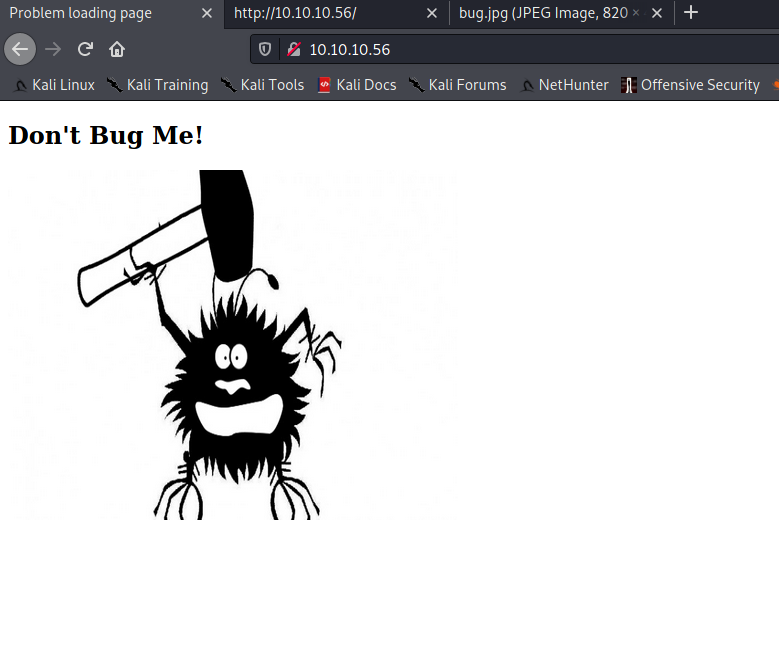 Problem loading page
http://10.10.10.56/
bug.jpg (JPEG Image, 820 ×
10.10.10.56
Kali Linux Kali Training Kali Tools Kali Docs Kali Forums NetHunter Offensive Security
Don't Bug Me!